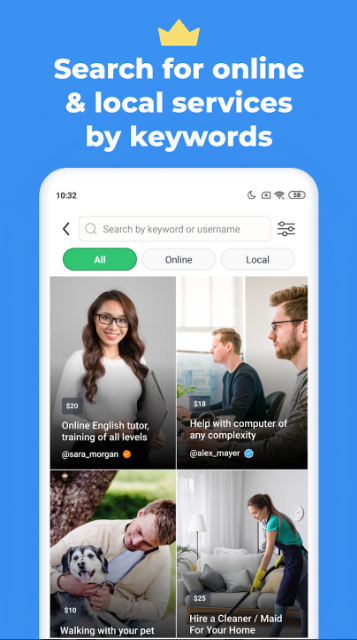 Search for online
& local services
by keywords
10:32
58
Search by keyword or username
All
Online
Local
$20
Online English tutor,
training of all levels
@sara_morgan
$18
Help with computer of
any complexity
@alex_mayer
$10
Walking with your pet
$25
Hire a Cleaner / Maid
For Your Home